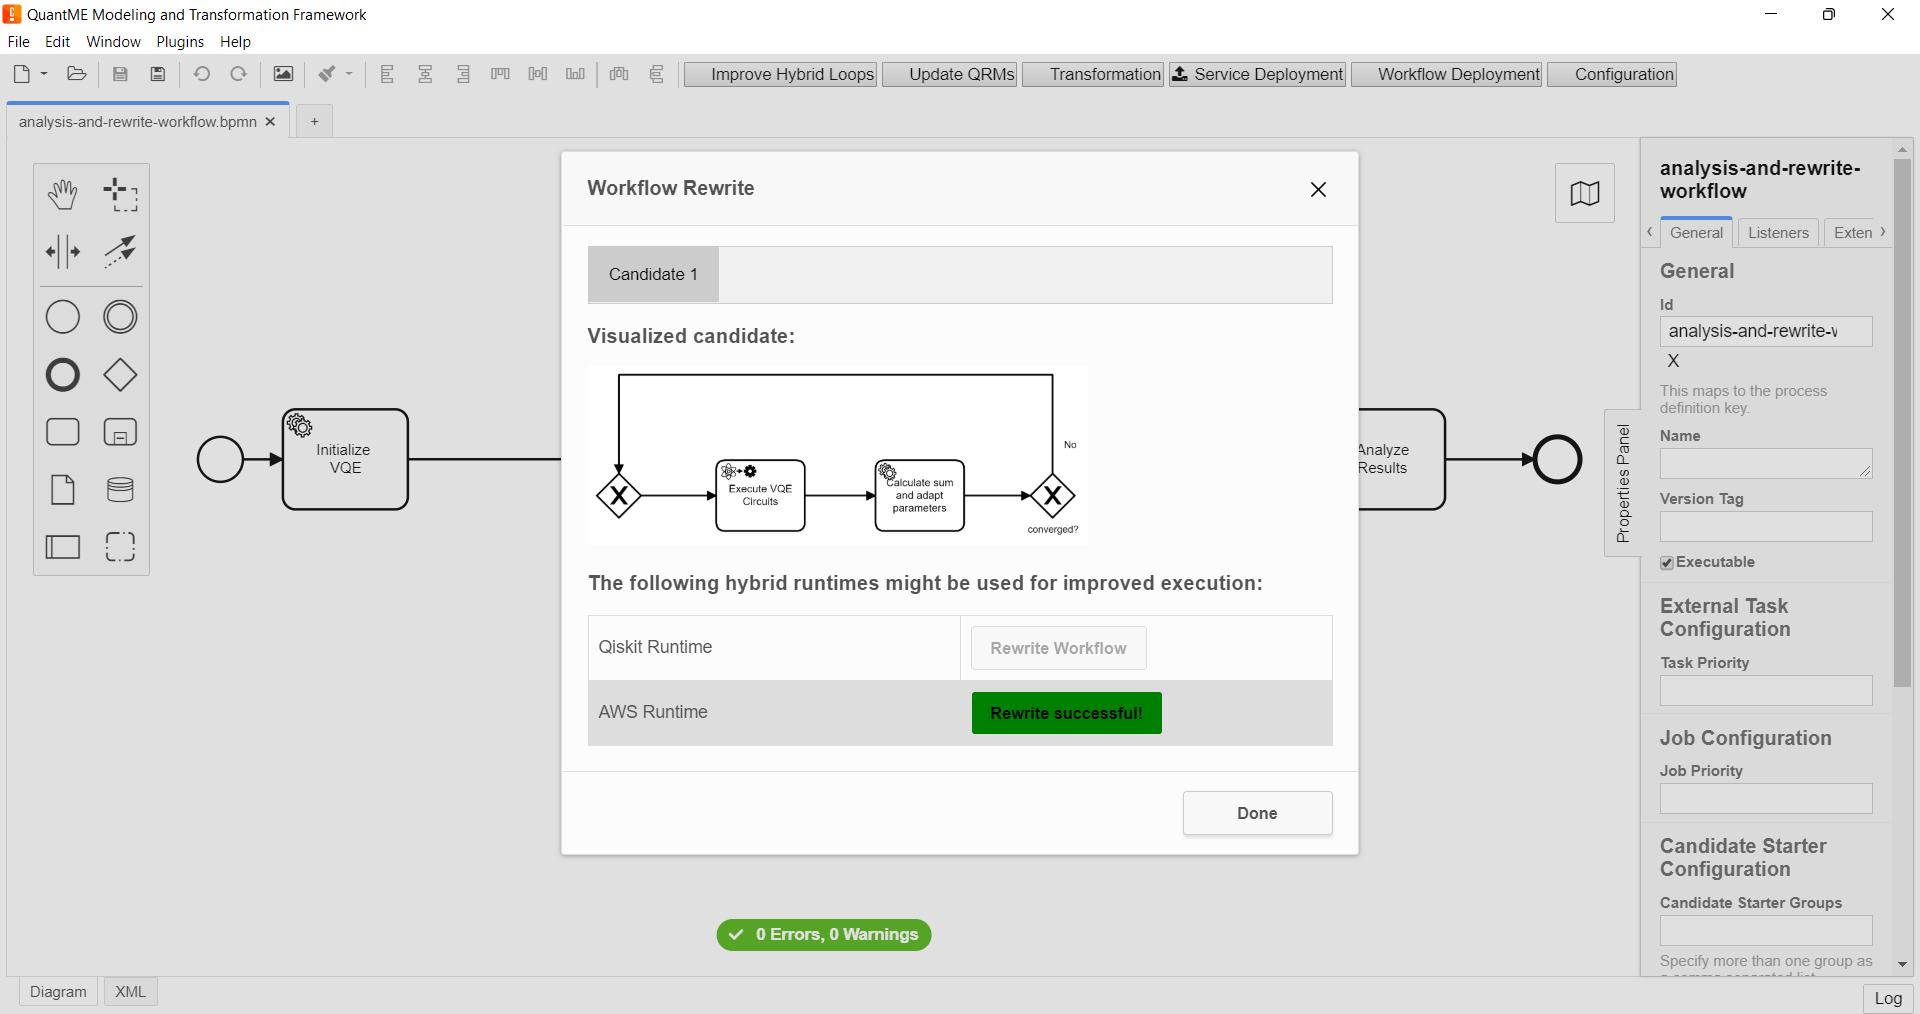 QuantME Modeling and Transformation Framework
File Edit Window Plugins Help
Improve Hybrid Loops Update QRMs Transformation Service Deployment Workflow Deployment Configuration
analysis-and-rewrite-workflow.bpmn
+
Initialize
VQE
Workflow Rewrite
Candidate 1
Visualized candidate:
No
Execute VQE
Circuits
Calculate sum
and adapt
parameters
converged?
The following hybrid runtimes might be used for improved execution:
Qiskit Runtime Rewrite Workflow
AWS Runtime Rewrite successful!
Done
Analyze
Results
0 Errors, 0 Warnings
Properties Panel
analysis-and-rewrite-
workflow
General Listeners Exten
General
Id
analysis-and-rewrite-
X
This maps to the process
definition key.
Name
Version Tag
Executable
External Task
Configuration
Task Priority
Job Configuration
Job Priority
Candidate Starter
Configuration
Candidate Starter Groups
Specify more than one group as
Diagram XML
Log